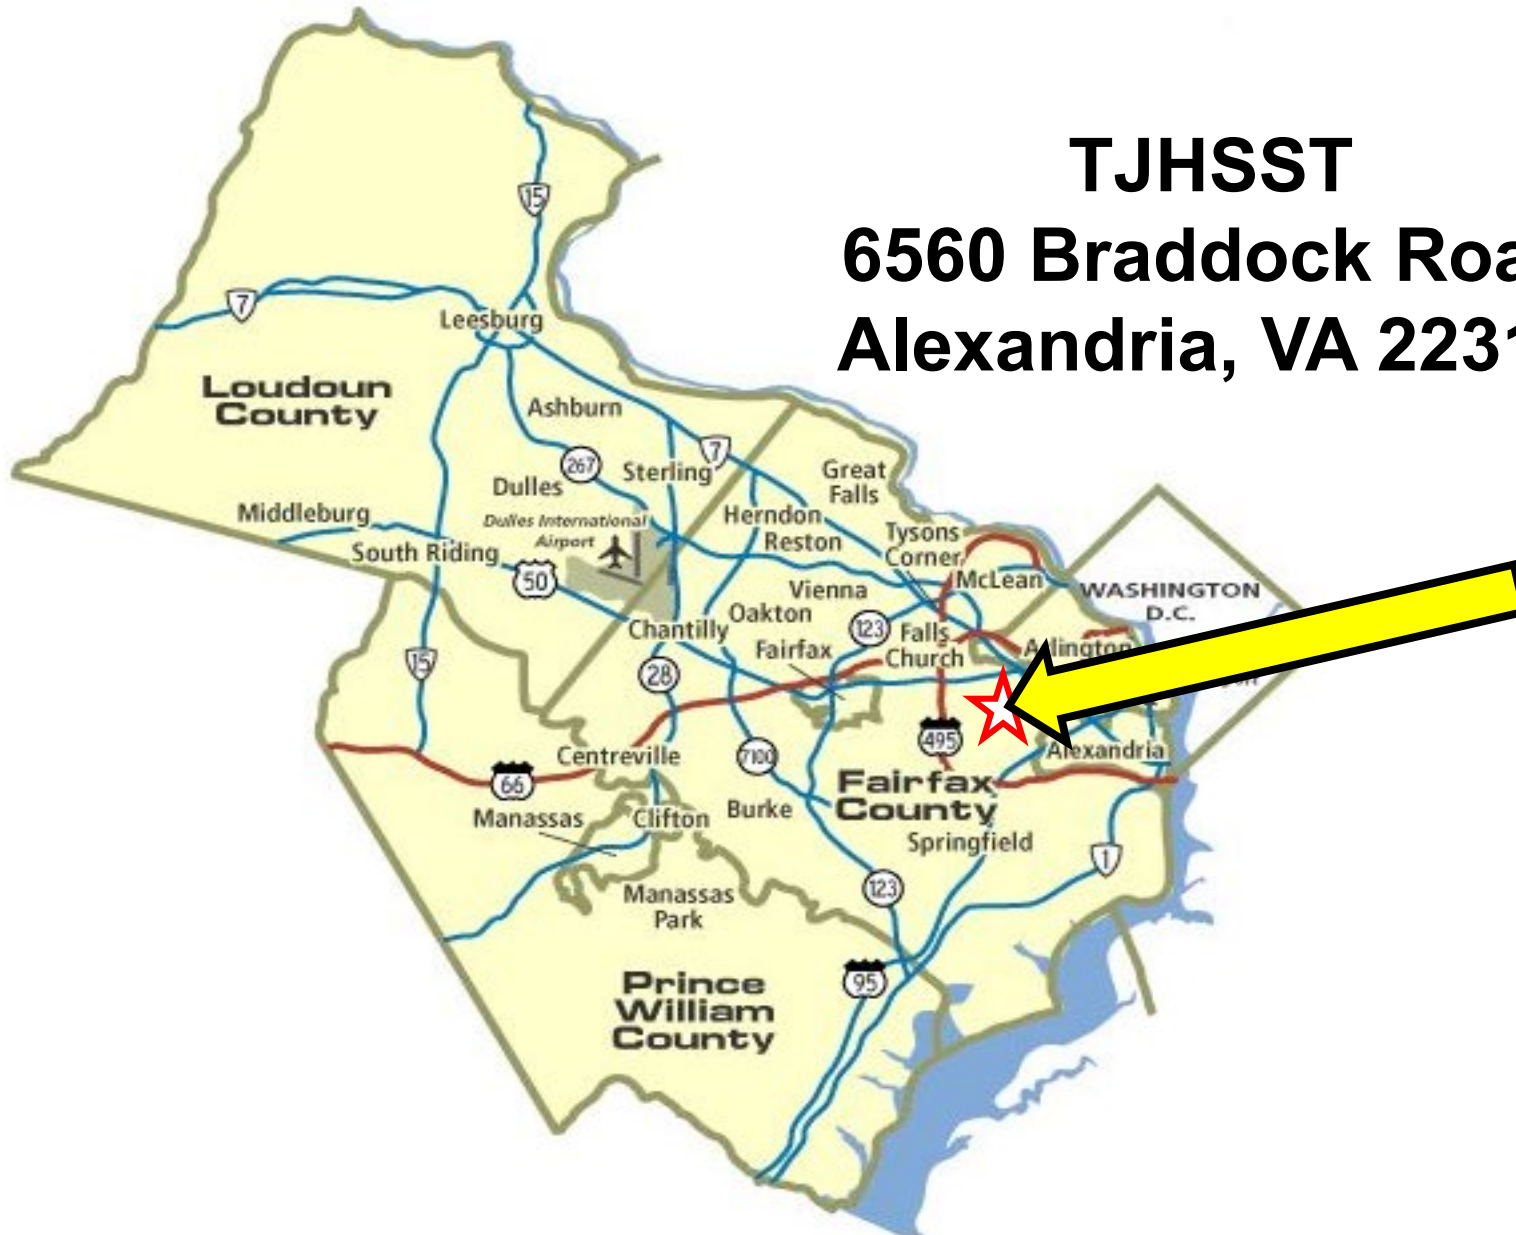 TJHSST
6560 Braddock Roa
Alexandria, VA 2231
15
7
Leesburg
Loudoun
County
Ashburn
7
267
Sterling
Great
Falls
Dulles
Middleburg
Dulles International
Airport
Herndon
Reston
Tysons
Corner
South Riding
50
McLean
Vienna
WASHINGTON
D.C.
Oakton
Chantilly
123
Falls
Church
Fairfax
Arlington
15
28
495
Alexandria
Centreville
7100
66
Fairfax
County
Manassas
Clifton
Burke
Springfield
1
123
Manassas
Park
95
Prince
William
County